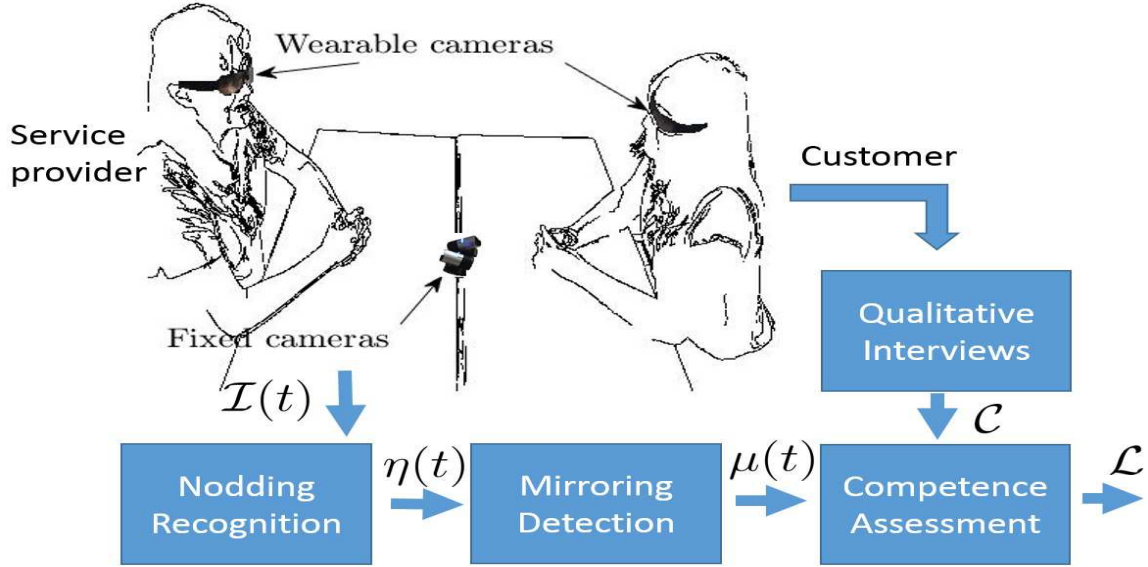 Wearable cameras
Service
provider
Customer
Fixed cameras
Qualitative
Interviews
𝓘(t)
𝒞
Nodding
Recognition
η(t)
Mirroring
Detection
μ(t)
Competence
Assessment
ℒ